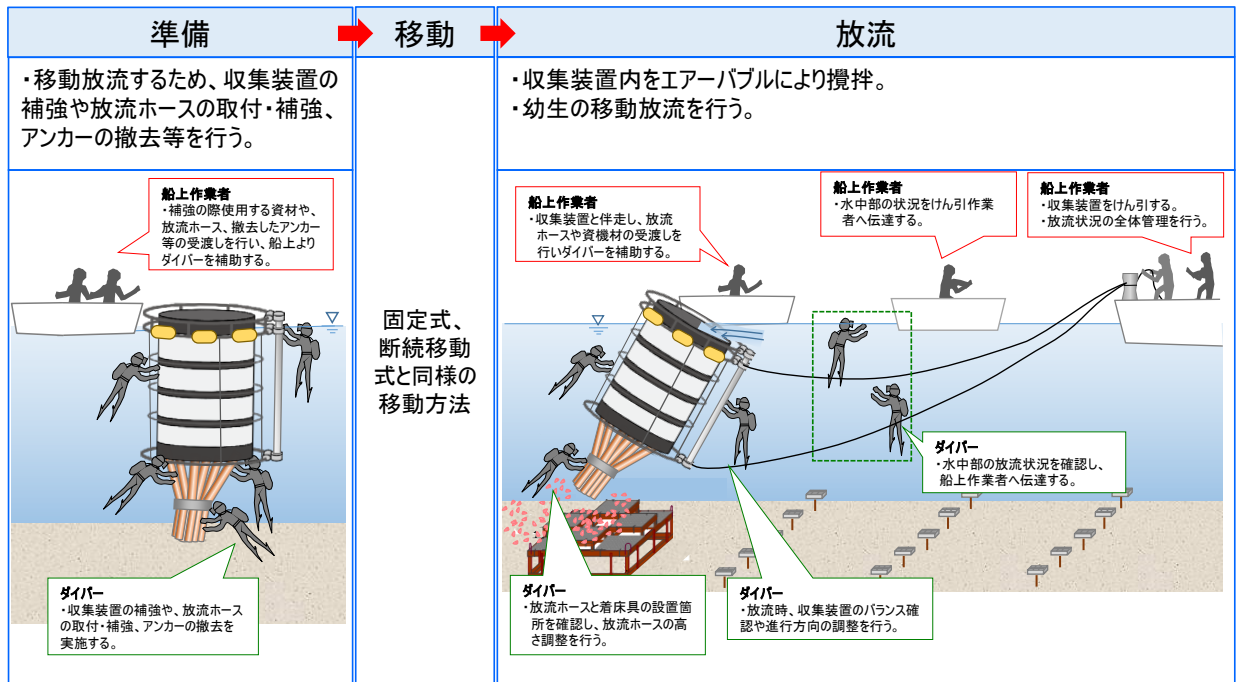 準備
移動
放流
・移動放流するため、収集装置の
補強や放流ホースの取付・補強、
アンカーの撤去等を行う。
船上作業者
・補強の際使用する資材や、
放流ホース、撤去したアンカー
等の受渡しを行い、船上より
ダイバーを補助する。
ダイバー
・収集装置の補強や、放流ホース
の取付・補強、アンカーの撤去を
実施する。
固定式、
断続移動
式と同様の
移動方法
・収集装置内をエアーバブルにより攪拌。
・幼生の移動放流を行う。
船上作業者
・収集装置と伴走し、放流
ホースや資機材の受渡しを
行いダイバーを補助する。
船上作業者
・水中部の状況をけん引作業
者へ伝達する。
船上作業者
・収集装置をけん引する。
・放流状況の全体管理を行う。
ダイバー
・水中部の放流状況を確認し、
船上作業者へ伝達する。
ダイバー
・放流ホースと着床具の設置箇
所を確認し、放流ホースの高
さ調整を行う。
ダイバー
・放流時、収集装置のバランス確
認や進行方向の調整を行う。